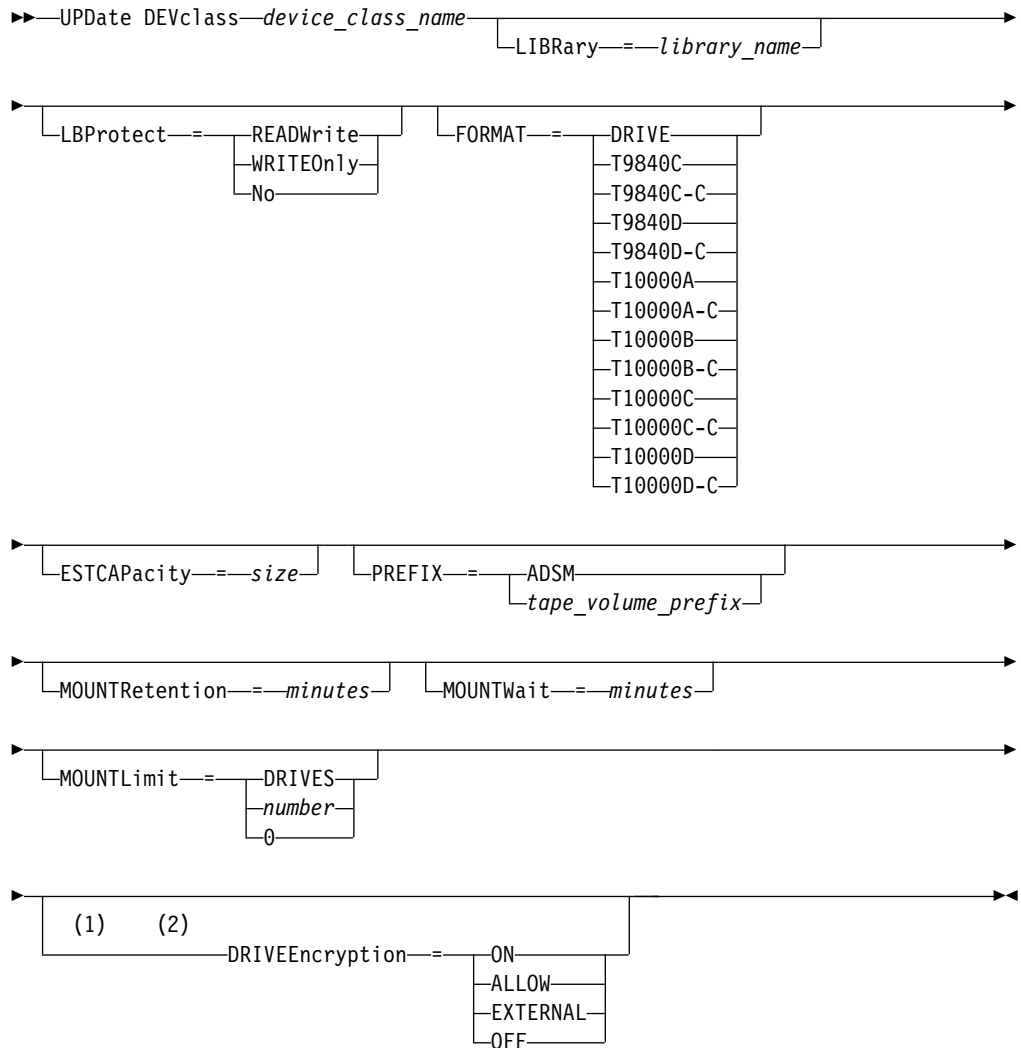 UPDate DEVclass device_class_name
LIBRary = library_name
LBProtect = READWrite FORMAT = DRIVE
WRITEOnly T9840C
No T9840C-C
T9840D
T9840D-C
T10000A
T10000A-C
T10000B
T10000B-C
T10000C
T10000C-C
T10000D
T10000D-C
ESTCAPacity = size PREFIX = ADSM
tape_volume_prefix
MOUNTRetention = minutes MOUNTWait = minutes
MOUNTLimit = DRIVES
number
0
(1) (2)
DRIVEEncryption = ON
ALLOW
EXTERNAL
OFF